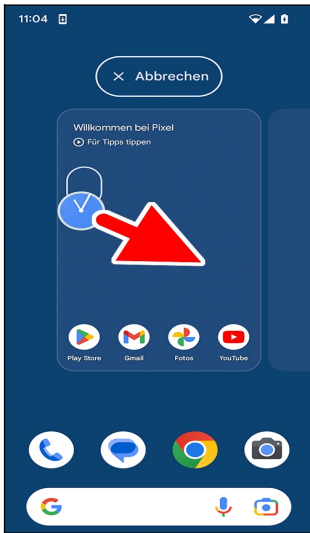 11:04
× Abbrechen
Willkommen bei Pixel
Für Tipps tippen
Play Store Gmail Fotos YouTube
G